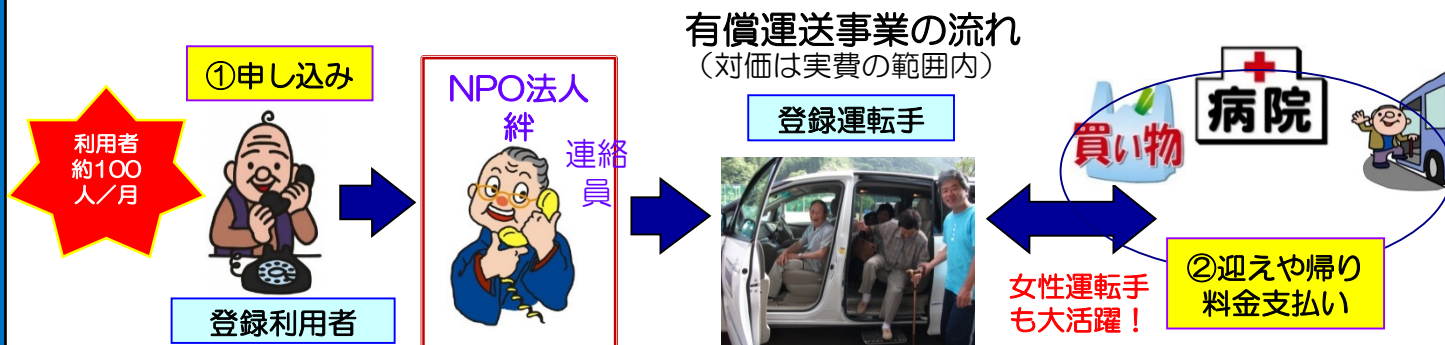 有償運送事業の流れ
（対価は実費の範囲内）
①申し込み
利用者
約100
人／月
登録利用者
NPO法人
絆
連絡
員
登録運転手
買い物
病院
女性運転手
も大活躍！
②迎えや帰り
料金支払い